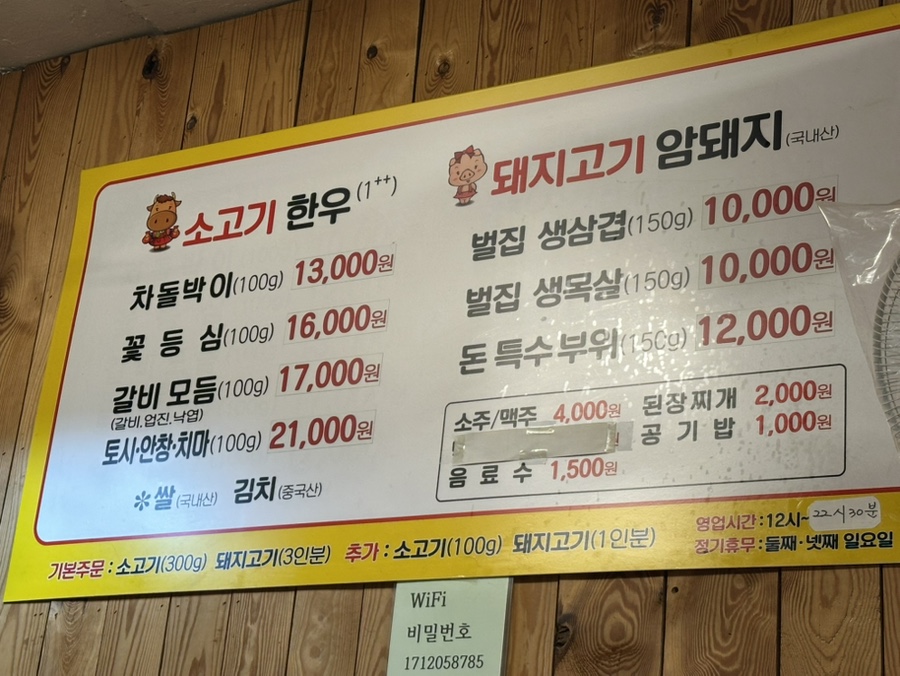 소고기 한우 (1++)
차돌박이(100g) 13,000원
꽃 등 심(100g) 16,000원
갈비 모듬(100g) 17,000원
(갈비,업진,낙엽)
토시·안창·치마(100g) 21,000원
✻쌀(국내산) 김치(중국산)
돼지고기 암돼지(국내산)
벌집 생삼겹(150g) 10,000원
벌집 생목살(150g) 10,000원
돈 특수부위(150g) 12,000원
소주/맥주 4,000원 된장찌개 2,000원
공 기 밥 1,000원
음 료 수 1,500원
기본주문 : 소고기(300g) 돼지고기(3인분) 추가 : 소고기(100g) 돼지고기(1인분)
영업시간 : 12시~22시30분
정기휴무 : 둘째·넷째 일요일
WiFi
비밀번호
1712058785